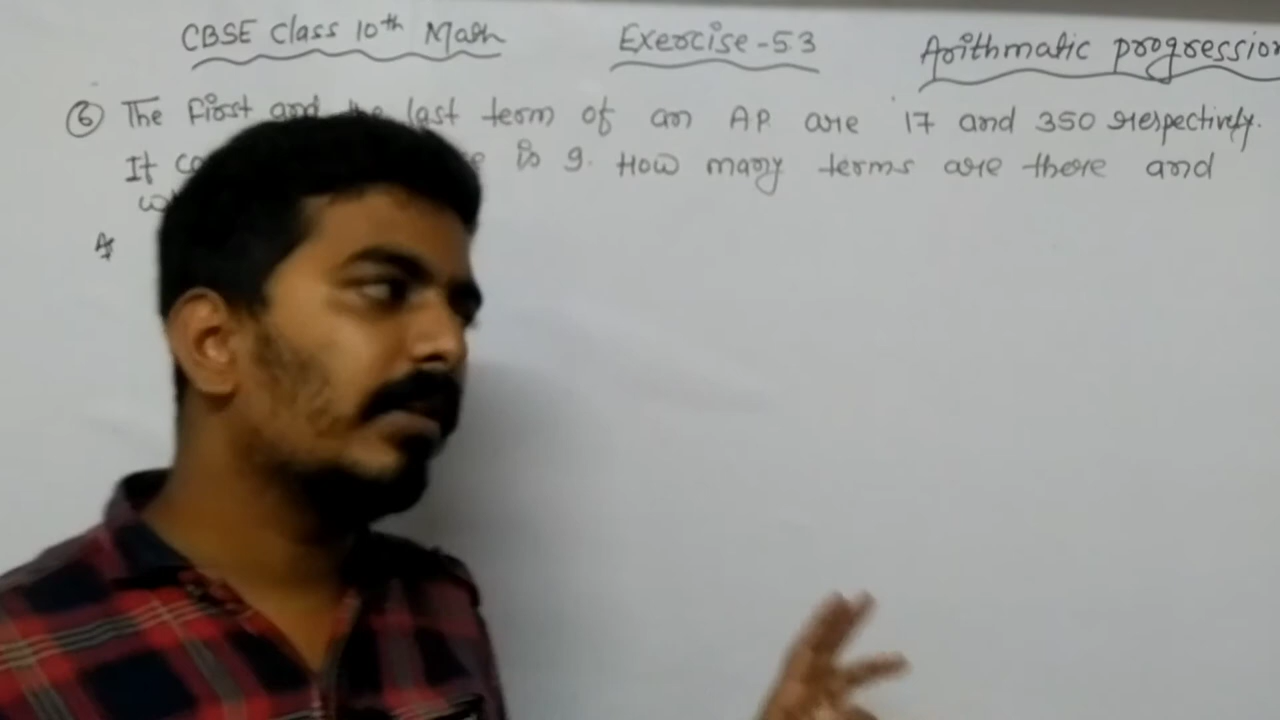 CBSE Class 10th Math Exercise-5.3 Arithmatic progression
⑥ The first and the last term of an AP are 17 and 350 respectively.
It is 9. How many terms are there and
A